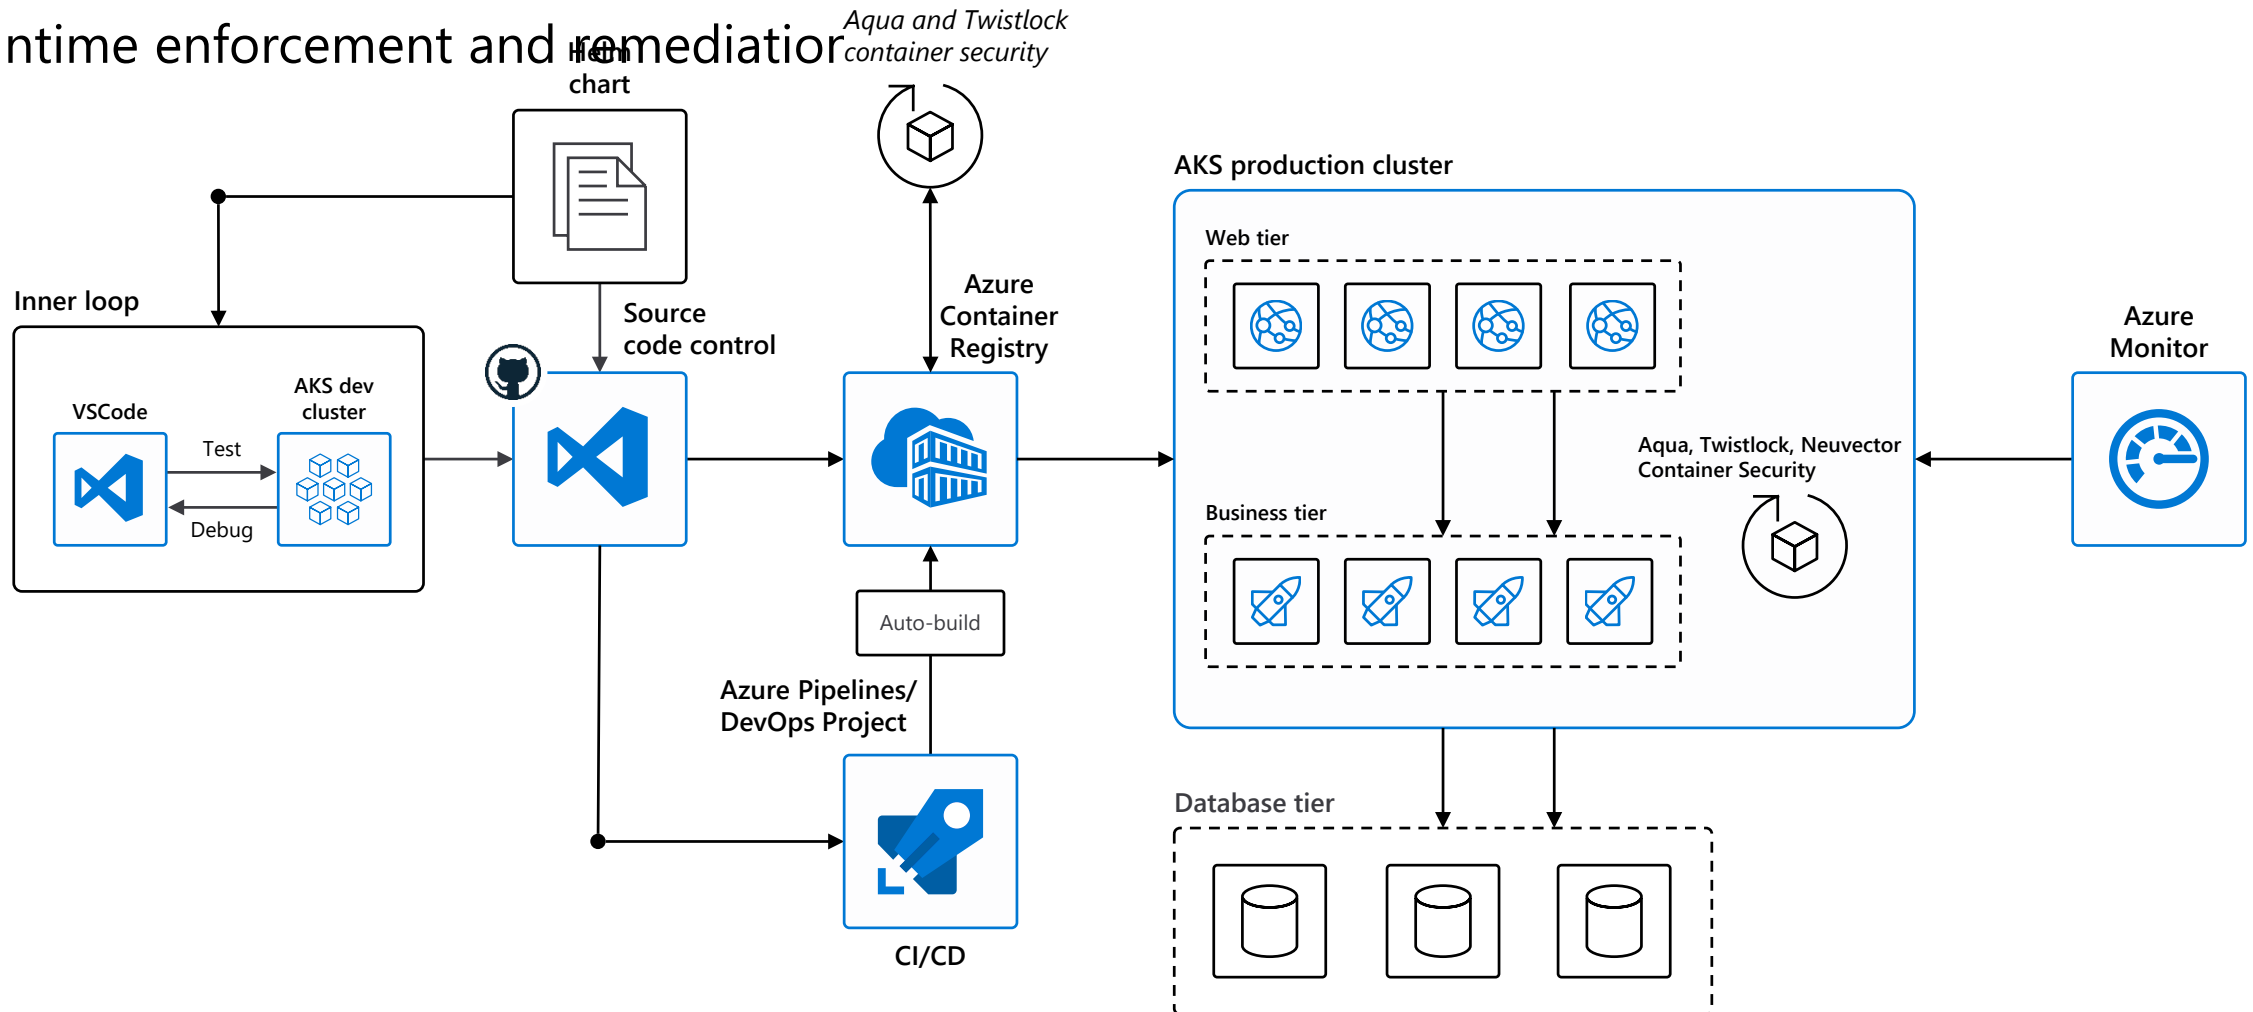 ntime enforcement and remediation
Aqua and Twistlock
container security
Helm
chart
AKS production cluster
Web tier
Inner loop
Source
code control
Azure
Container
Registry
Azure
Monitor
VSCode
AKS dev
cluster
Test
Debug
Aqua, Twistlock, Neuvector
Container Security
Business tier
Auto-build
Azure Pipelines/
DevOps Project
Database tier
CI/CD